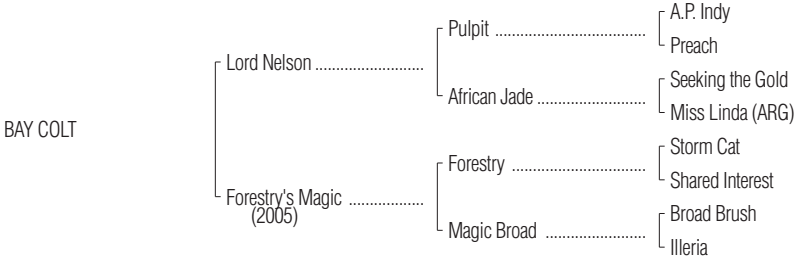 A.P. Indy
Pulpit ................................
Preach
Lord Nelson .......................
African Jade .......................
Seeking the Gold
Miss Linda (ARG)
BAY COLT
Storm Cat
Forestry ............................
Shared Interest
Forestry's Magic ................
(2005)
Magic Broad .....................
Broad Brush
Illeria